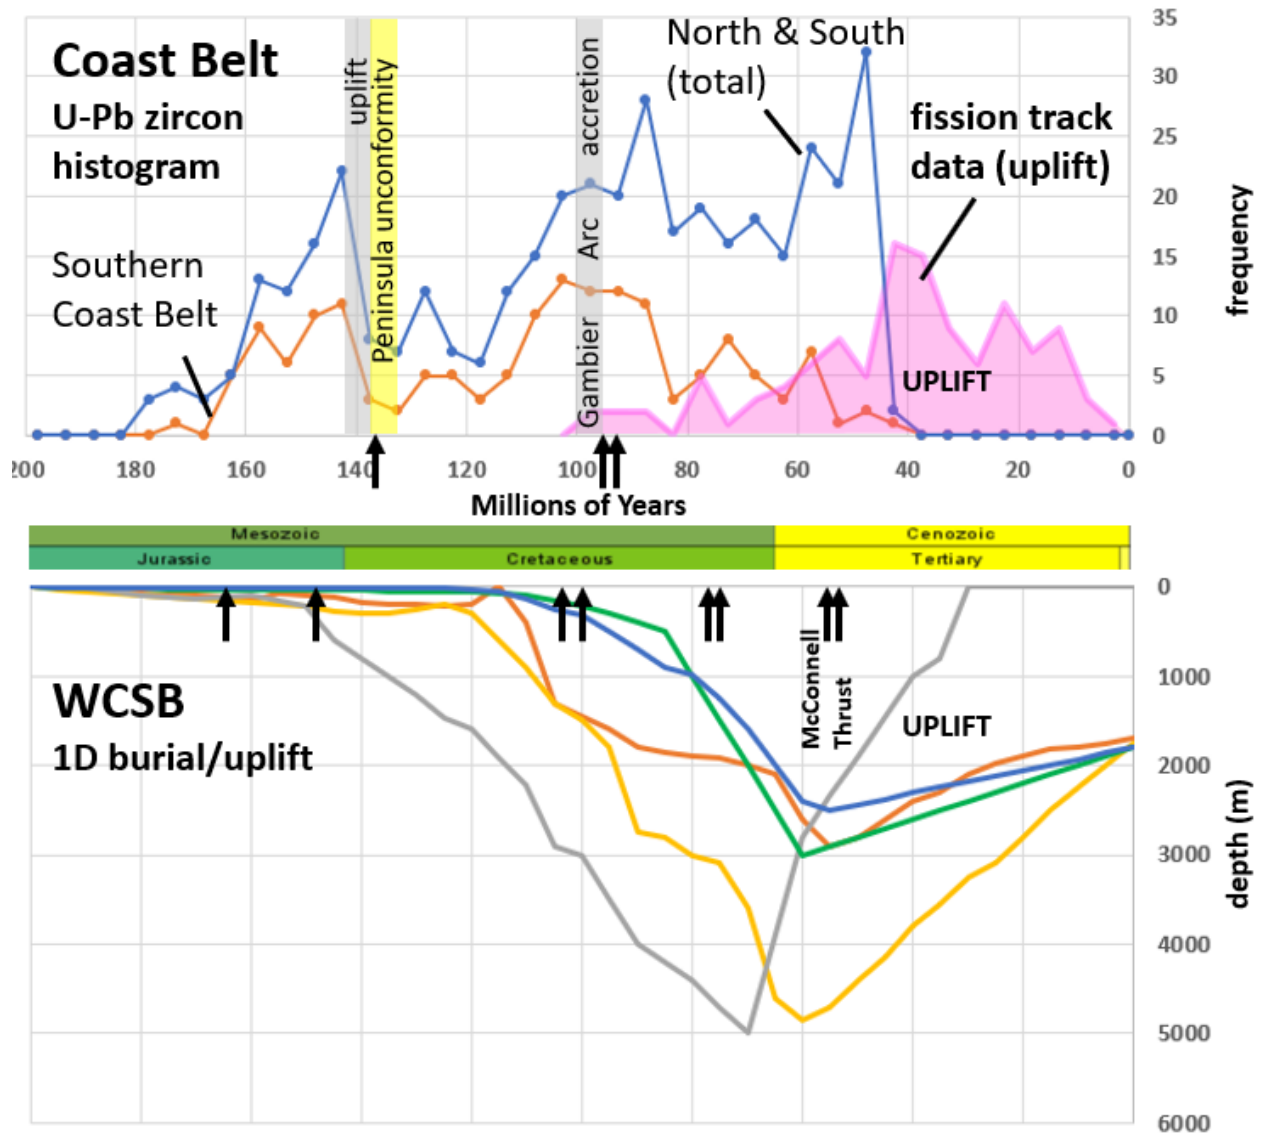 Coast Belt
U-Pb zircon
histogram
Southern
Coast Belt
uplift
Peninsula unconformity
Gambier Arc accretion
North & South
(total)
fission track
data (uplift)
UPLIFT
35
30
25
20
15
10
5
0
frequency
200 180 160 140 120 100 80 60 40 20 0
Millions of Years
Mesozoic Cenozoic
Jurassic Cretaceous Tertiary
WCSB
1D burial/uplift
McConnell
Thrust
UPLIFT
0
1000
2000
3000
4000
5000
6000
depth (m)